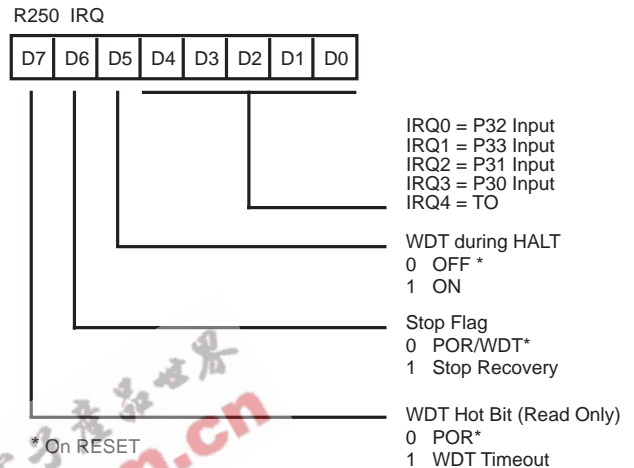 R250 IRQ
D7 D6 D5 D4 D3 D2 D1 D0
IRQ0 = P32 Input
IRQ1 = P33 Input
IRQ2 = P31 Input
IRQ3 = P30 Input
IRQ4 = TO
WDT during HALT
0 OFF *
1 ON
Stop Flag
0 POR/WDT*
1 Stop Recovery
WDT Hot Bit (Read Only)
0 POR*
1 WDT Timeout
* On RESET
.cn